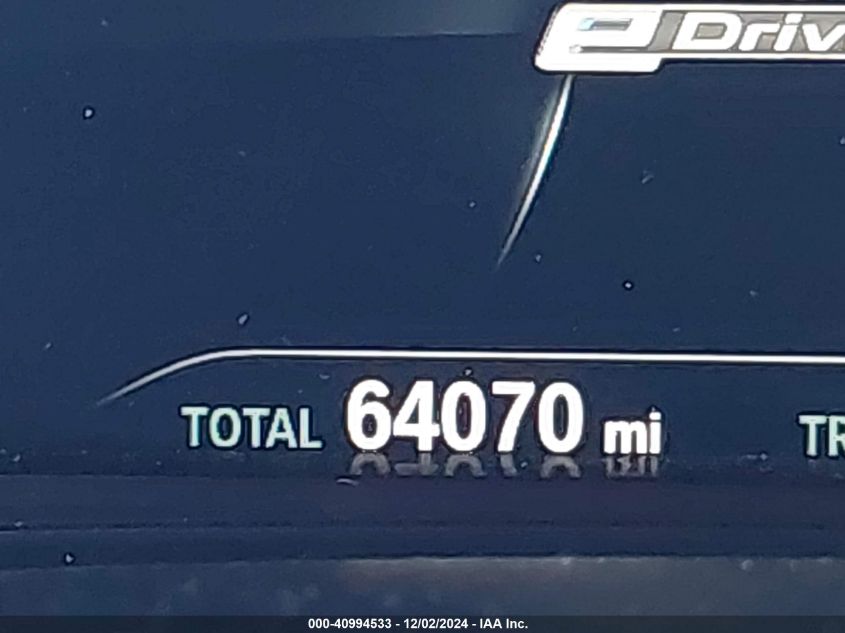 eDriv
TOTAL 64070 mi TR
000-40994533 - 12/02/2024 - IAA Inc.